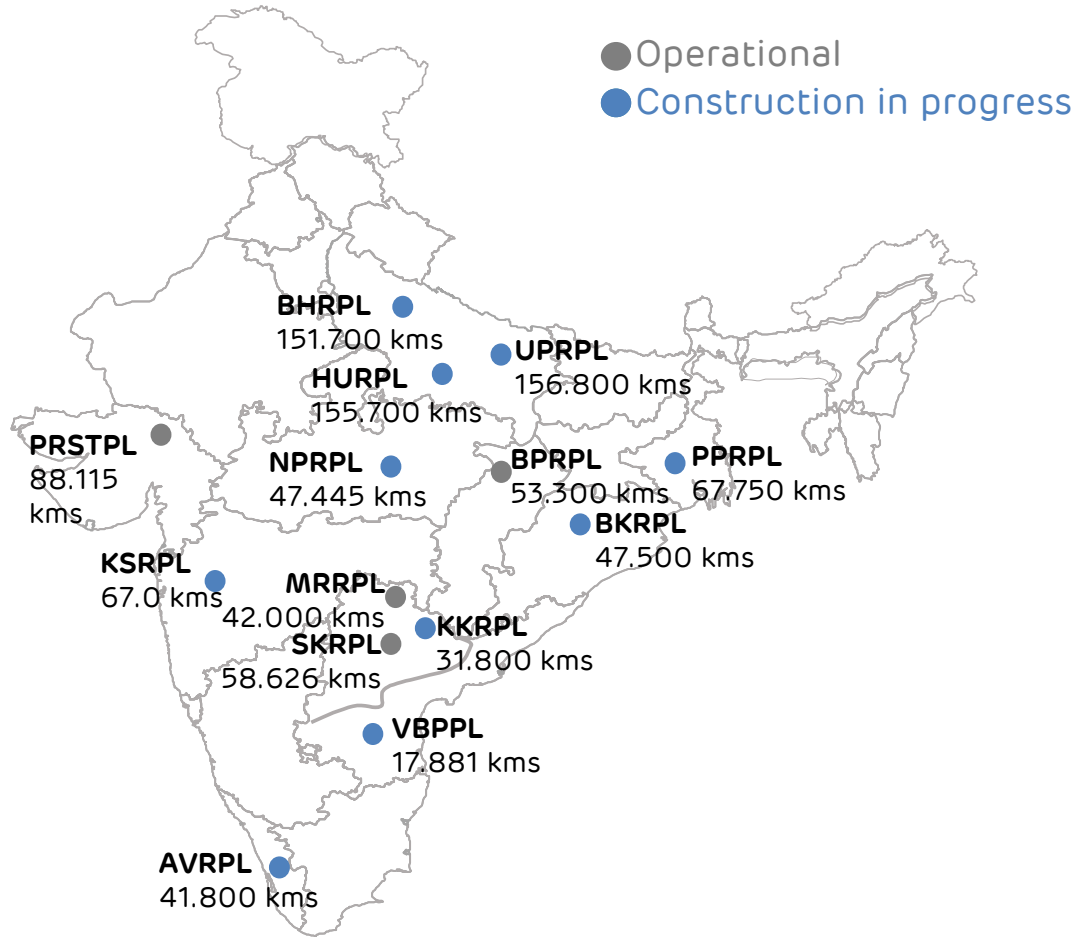 Operational
Construction in progress
BHRPL
151.700 kms
UPRPL
156.800 kms
HURPL
155.700 kms
PRSTPL
88.115
kms
NPRPL
47.445 kms
BPRPL
53.300 kms
PPRPL
67.750 kms
BKRPL
47.500 kms
KSRPL
67.0 kms
MRRPL
42.000 kms
KKRPL
31.800 kms
SKRPL
58.626 kms
VBPPL
17.881 kms
AVRPL
41.800 kms